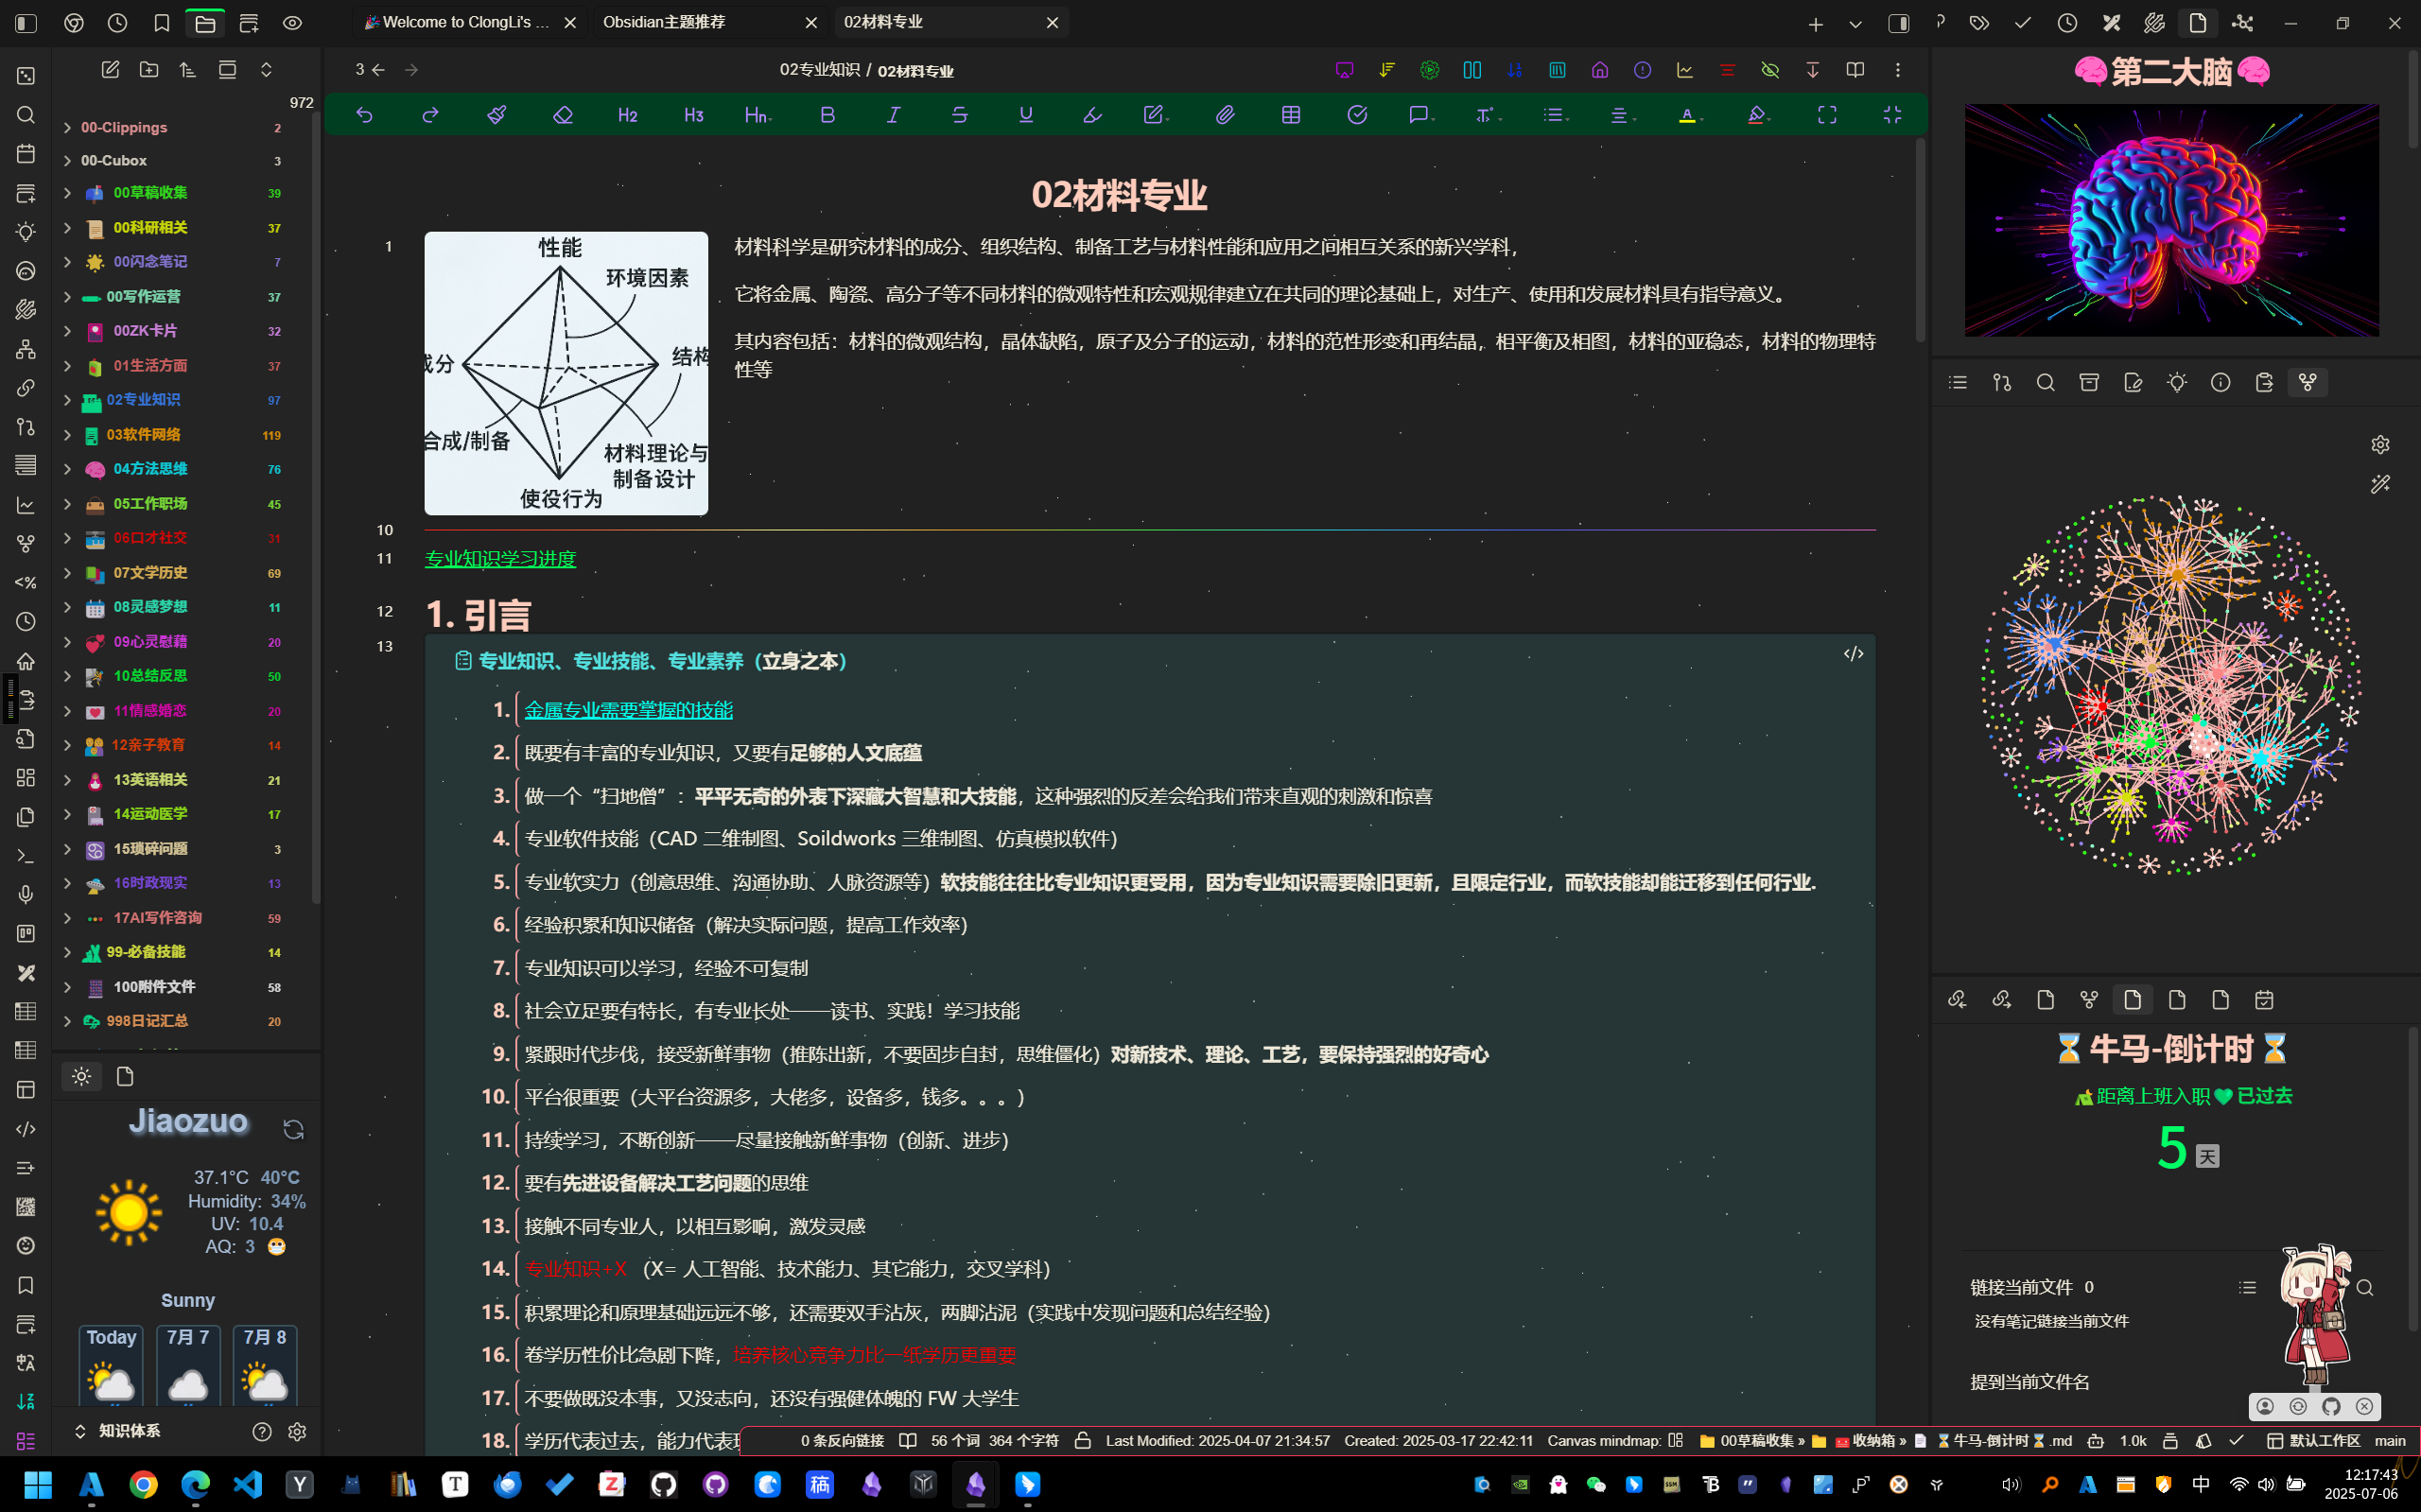 🎉Welcome to ClongLi's ...
Obsidian主题推荐
02材料专业
972
00-Clippings 2
00-Cubox 3
00草稿收集 39
00科研相关 37
00闪念笔记 7
00写作运营 37
00ZK卡片 32
01生活方面 37
02专业知识 97
03软件网络 119
04方法思维 76
05工作职场 45
06口才社交 31
07文学历史 69
08灵感梦想 11
09心灵慰藉 20
10总结反思 50
11情感婚恋 20
12亲子教育 14
13英语相关 21
14运动医学 17
15琐碎问题 3
16时政现实 13
17AI写作咨询 59
99-必备技能 14
100附件文件 58
998日记汇总 20
Jiaozuo
37.1°C 40°C
Humidity: 34%
UV: 10.4
AQ: 3 😷
Sunny
Today 7月 7 7月 8
知识体系
3
02专业知识 / 02材料专业
H2 H3 Hn B I S U
02材料专业
1
性能
环境因素
成分
结构
合成/制备
材料理论与
制备设计
使役行为
材料科学是研究材料的成分、组织结构、制备工艺与材料性能和应用之间相互关系的新兴学科，
它将金属、陶瓷、高分子等不同材料的微观特性和宏观规律建立在共同的理论基础上，对生产、使用和发展材料具有指导意义。
其内容包括：材料的微观结构，晶体缺陷，原子及分子的运动，材料的范性形变和再结晶，相平衡及相图，材料的亚稳态，材料的物理特
性等
10
11 专业知识学习进度
12 1. 引言
13 专业知识、专业技能、专业素养（立身之本）
1. 金属专业需要掌握的技能
2. 既要有丰富的专业知识，又要有足够的人文底蕴
3. 做一个“扫地僧”：平平无奇的外表下深藏大智慧和大技能，这种强烈的反差会给我们带来直观的刺激和惊喜
4. 专业软件技能（CAD 二维制图、Soildworks 三维制图、仿真模拟软件）
5. 专业软实力（创意思维、沟通协助、人脉资源等）软技能往往比专业知识更受用，因为专业知识需要除旧更新，且限定行业，而软技能却能迁移到任何行业.
6. 经验积累和知识储备（解决实际问题，提高工作效率）
7. 专业知识可以学习，经验不可复制
8. 社会立足要有特长，有专业长处——读书、实践！学习技能
9. 紧跟时代步伐，接受新鲜事物（推陈出新，不要固步自封，思维僵化）对新技术、理论、工艺，要保持强烈的好奇心
10. 平台很重要（大平台资源多，大佬多，设备多，钱多。。。）
11. 持续学习，不断创新——尽量接触新鲜事物（创新、进步）
12. 要有先进设备解决工艺问题的思维
13. 接触不同专业人，以相互影响，激发灵感
14. 专业知识+X （X= 人工智能、技术能力、其它能力，交叉学科）
15. 积累理论和原理基础远远不够，还需要双手沾灰，两脚沾泥（实践中发现问题和总结经验）
16. 卷学历性价比急剧下降，培养核心竞争力比一纸学历更重要
17. 不要做既没本事，又没志向，还没有强健体魄的 FW 大学生
18. 学历代表过去，能力代表
🧠第二大脑🧠
⏳牛马-倒计时⏳
距离上班入职💚已过去
5 天
链接当前文件 0
没有笔记链接当前文件
提到当前文件名
0 条反向链接 56 个词 364 个字符 Last Modified: 2025-04-07 21:34:57 Created: 2025-03-17 22:42:11 Canvas mindmap: 00草稿收集 » 收纳箱 » ⏳牛马-倒计时⏳.md 1.0k 默认工作区 main
中
12:17:43
2025-07-06